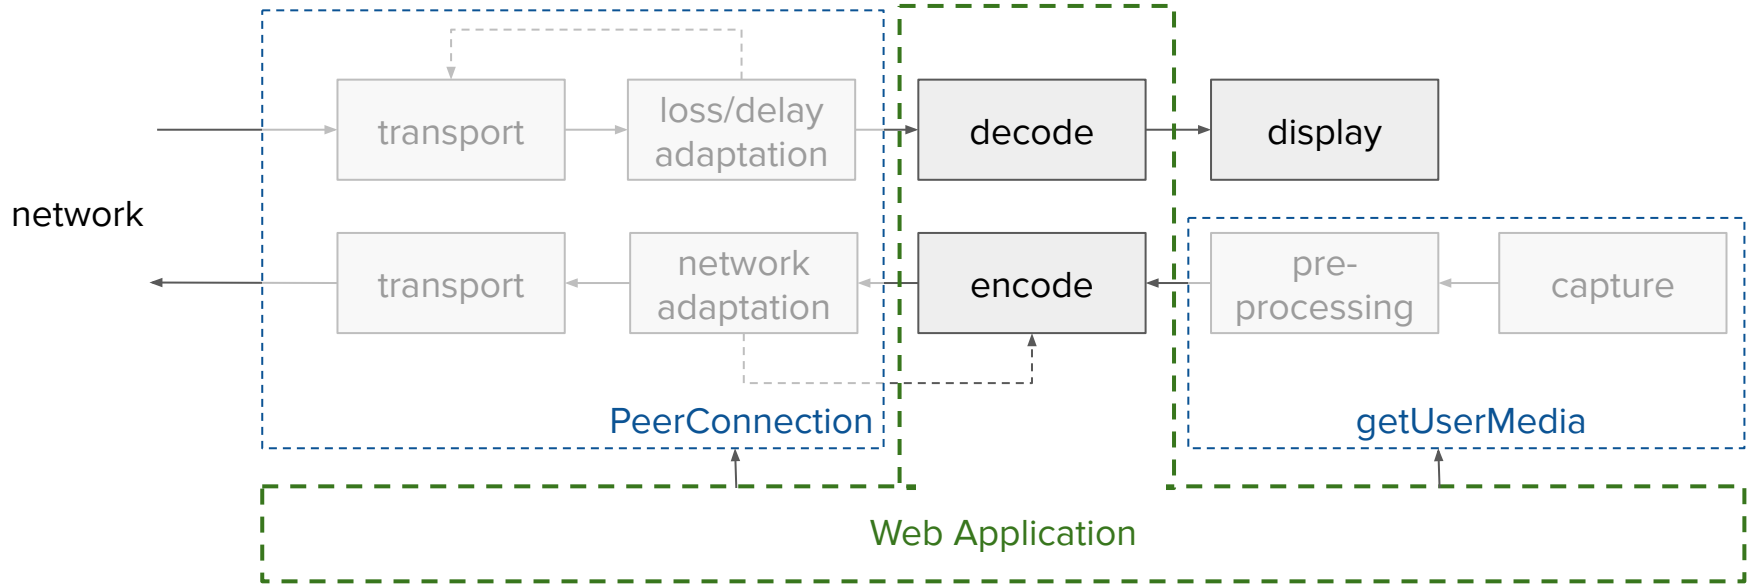 transport
loss/delay
adaptation
decode
display
network
transport
network
adaptation
encode
pre-
processing
capture
PeerConnection
getUserMedia
Web Application